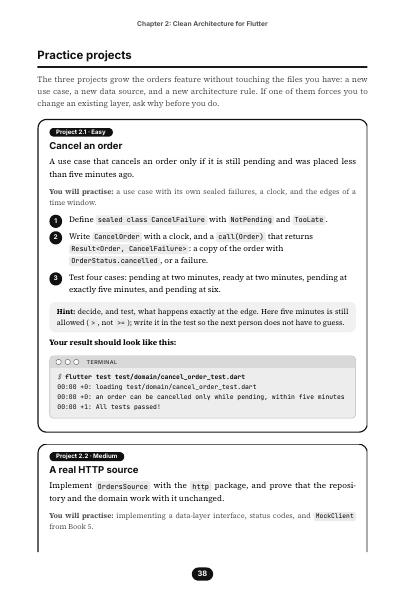 Chapter 2: Clean Architecture for Flutter
Practice projects
The three projects grow the orders feature without touching the files you have: a new
use case, a new data source, and a new architecture rule. If one of them forces you to
change an existing layer, ask why before you do.
Project 2.1 · Easy
Cancel an order
A use case that cancels an order only if it is still pending and was placed less
than five minutes ago.
You will practise: a use case with its own sealed failures, a clock, and the edges of a
time window.
1 Define sealed class CancelFailure with NotPending and TooLate.
2 Write CancelOrder with a clock, and a call(Order) that returns
Result<Order, CancelFailure>: a copy of the order with
OrderStatus.cancelled, or a failure.
3 Test four cases: pending at two minutes, ready at two minutes, pending at
exactly five minutes, and pending at six.
Hint: decide, and test, what happens exactly at the edge. Here five minutes is still
allowed ( > , not >= ); write it in the test so the next person does not have to guess.
Your result should look like this:
TERMINAL
$ flutter test test/domain/cancel_order_test.dart
00:00 +0: loading test/domain/cancel_order_test.dart
00:00 +0: an order can be cancelled only while pending, within five minutes
00:00 +1: All tests passed!
Project 2.2 · Medium
A real HTTP source
Implement OrdersSource with the http package, and prove that the reposi-
tory and the domain work with it unchanged.
You will practise: implementing a data-layer interface, status codes, and MockClient
from Book 5.
38